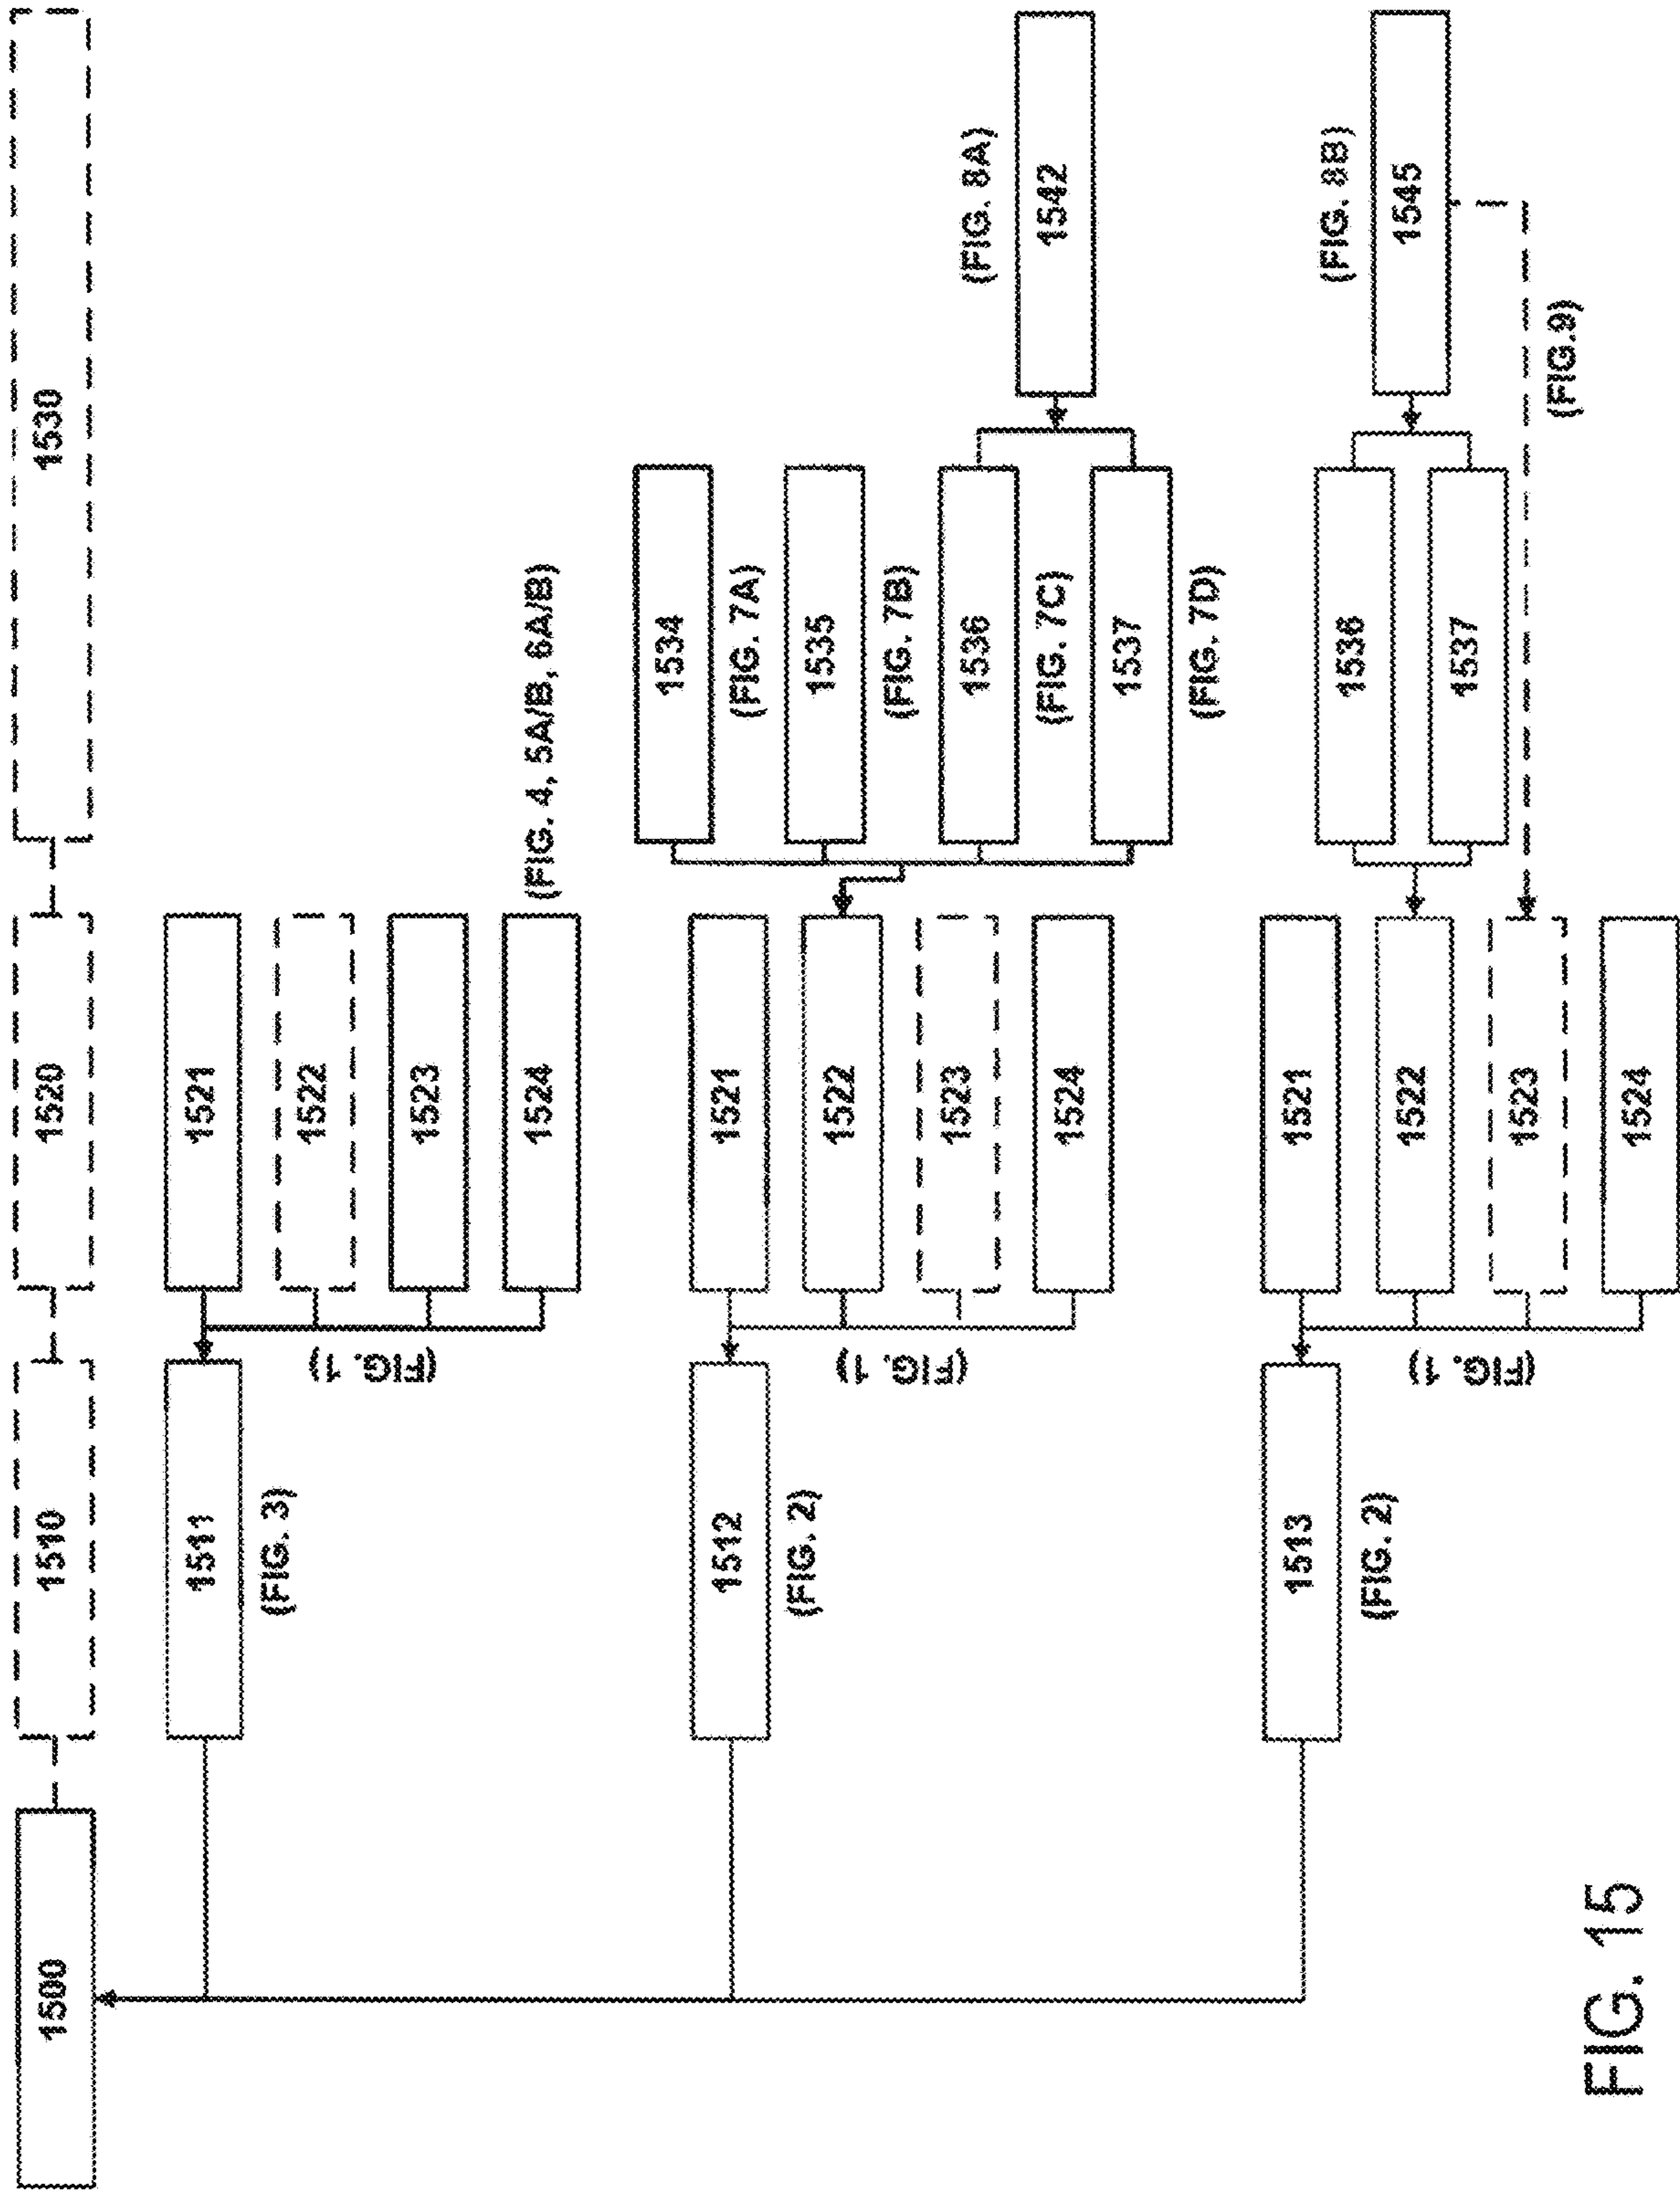 1500
1510
1520
1530
1511
1521
(FIG. 3)
1522
(FIG. 1)
1523
1524
(FIG. 4, 5A/B, 6A/B)
1534
1512
1521
(FIG. 7A)
(FIG. 2)
1522
1535
(FIG. 1)
(FIG. 7B)
1523
1536
(FIG. 8A)
1524
(FIG. 7C)
1542
1537
(FIG. 7D)
1513
1521
1536
(FIG. 8B)
(FIG. 2)
1522
1545
(FIG. 1)
1537
1523
(FIG.9)
1524
FIG. 15